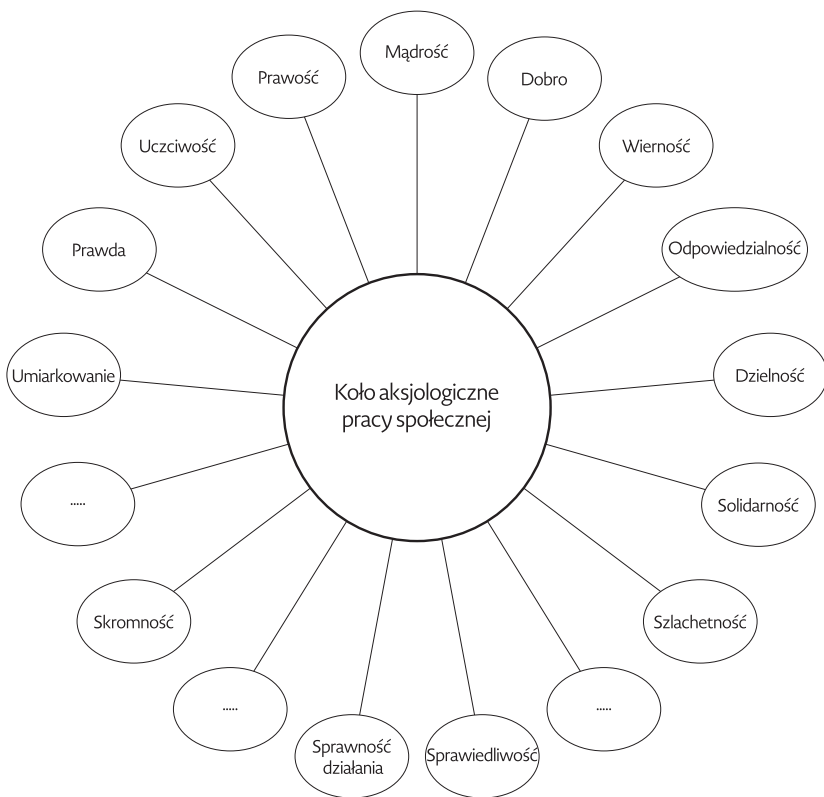 Mądrość
Dobro
Wierność
Odpowiedzialność
Dzielność
Solidarność
Szlachetność
.....
Sprawiedliwość
Sprawność
działania
.....
Skromność
.....
Umiarkowanie
Prawda
Uczciwość
Prawość
Koło aksjologiczne
pracy społecznej